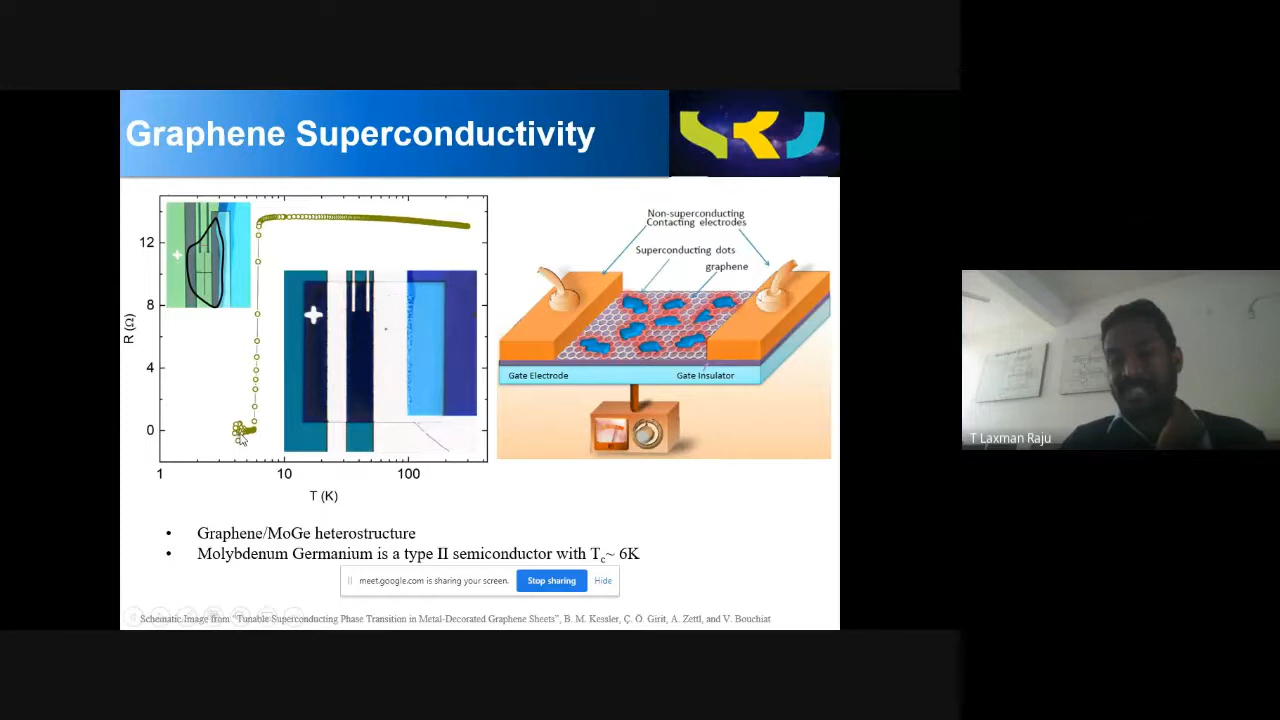 Graphene Superconductivity
12
8
4
0
R (Ω)
1
10
100
T (K)
Non-superconducting
Contacting electrodes
Superconducting dots
graphene
Gate Electrode
Gate Insulator
• Graphene/MoGe heterostructure
• Molybdenum Germanium is a type II semiconductor with Tc~ 6K
meet.google.com is sharing your screen.
Stop sharing
Hide
Schematic Image from "Tunable Superconducting Phase Transition in Metal-Decorated Graphene Sheets", B. M. Kessler, Ç. Ö. Girit, A. Zettl, and V. Bouchiat
T Laxman Raju